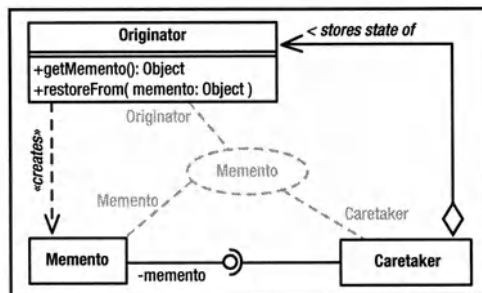 Originator
< stores state of
+getMemento(): Object
+restoreFrom( memento: Object )
Originator
«creates»
Memento
Memento
Caretaker
Memento
-memento
Caretaker